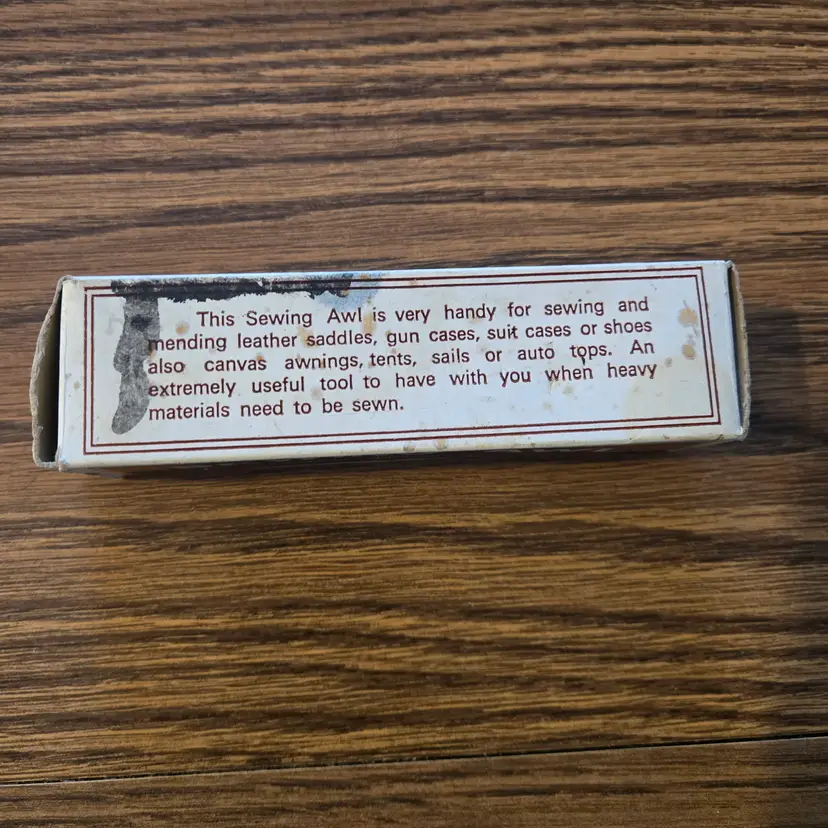 This Sewing Awl is very handy for sewing and
mending leather saddles, gun cases, suit cases or shoes
also canvas awnings, tents, sails or auto tops. An
extremely useful tool to have with you when heavy
materials need to be sewn.